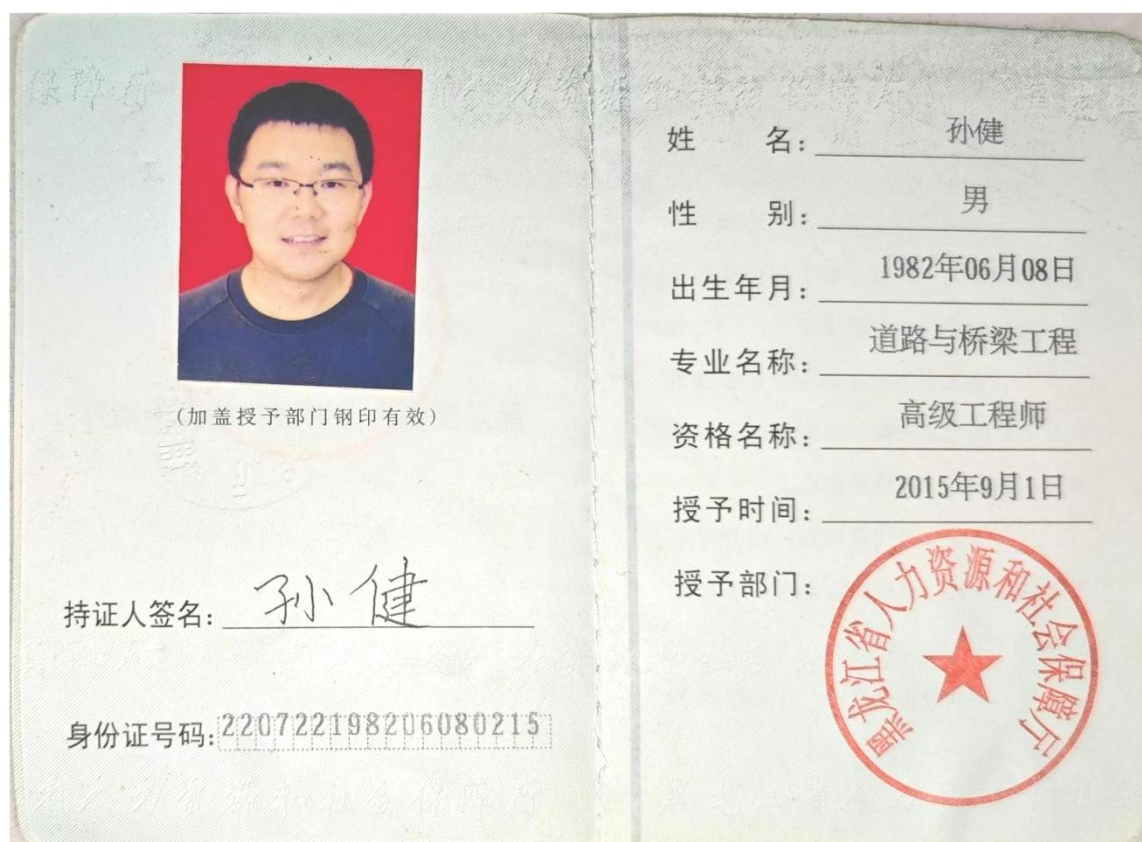 (加盖授予部门钢印有效)
持证人签名: 孙健
身份证号码: 220722198206080215
姓 名: 孙健
性 别: 男
出生年月: 1982年06月08日
专业名称: 道路与桥梁工程
资格名称: 高级工程师
授予时间: 2015年9月1日
授予部门:
黑龙江省人力资源和社会保障厅